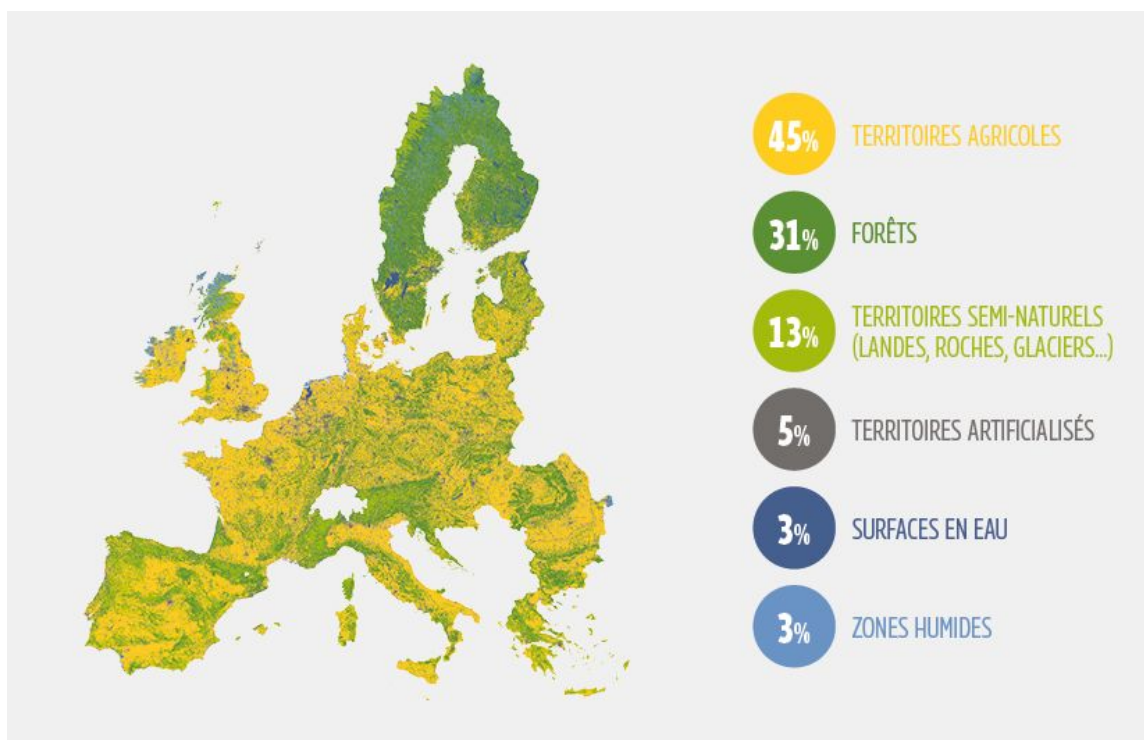 45% TERRITOIRES AGRICOLES
31% FORÊTS
13% TERRITOIRES SEMI-NATURELS
(LANDES, ROCHES, GLACIERS...)
5% TERRITOIRES ARTIFICIALISÉS
3% SURFACES EN EAU
3% ZONES HUMIDES